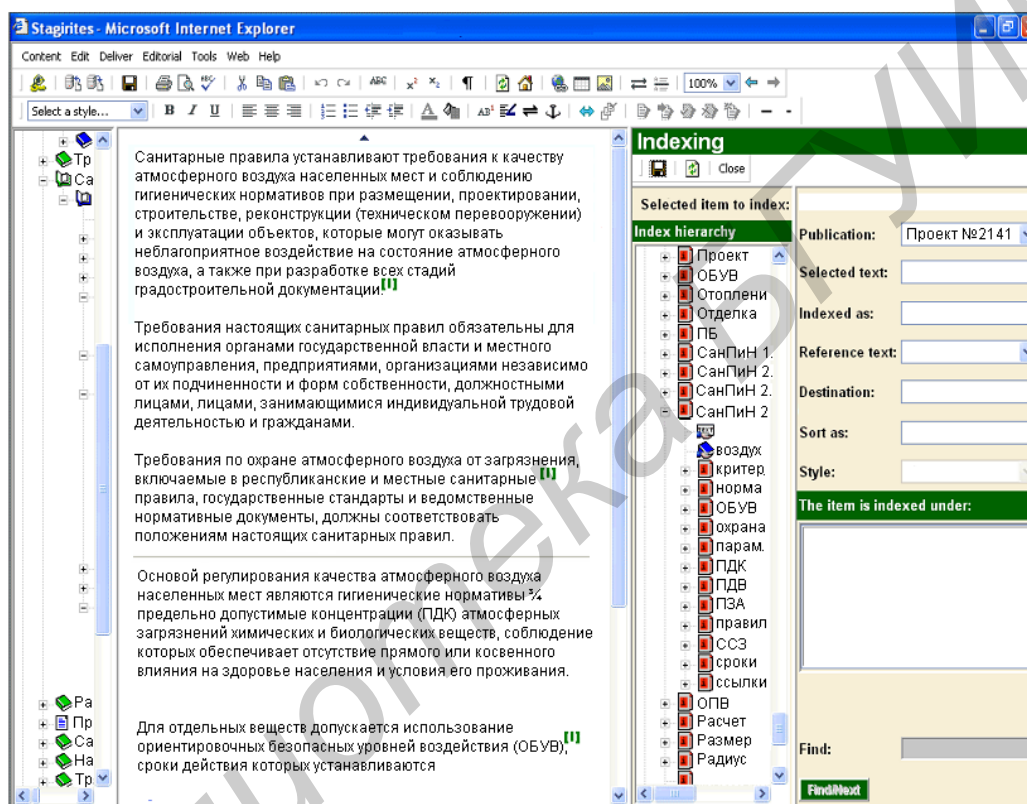 Stagirites - Microsoft Internet Explorer
Content Edit Deliver Editorial Tools Web Help
ABC x² x₂ ¶ 100%
Select a style... B I U A AB¹
Тр
Са
Ра
Пр
Са
На
Тр
Санитарные правила устанавливают требования к качеству
атмосферного воздуха населенных мест и соблюдению
гигиенических нормативов при размещении, проектировании,
строительстве, реконструкции (техническом перевооружении)
и эксплуатации объектов, которые могут оказывать
неблагоприятное воздействие на состояние атмосферного
воздуха, а также при разработке всех стадий
градостроительной документации.[I]
Требования настоящих санитарных правил обязательны для
исполнения органами государственной власти и местного
самоуправления, предприятиями, организациями независимо
от их подчиненности и форм собственности, должностными
лицами, лицами, занимающимися индивидуальной трудовой
деятельностью и гражданами.
Требования по охране атмосферного воздуха от загрязнения,
включаемые в республиканские и местные санитарные [I]
правила, государственные стандарты и ведомственные
нормативные документы, должны соответствовать
положениям настоящих санитарных правил.
Основой регулирования качества атмосферного воздуха
населенных мест являются гигиенические нормативы ¾
предельно допустимые концентрации (ПДК) атмосферных
загрязнений химических и биологических веществ, соблюдение
которых обеспечивает отсутствие прямого или косвенного
влияния на здоровье населения и условия его проживания.
Для отдельных веществ допускается использование
ориентировочных безопасных уровней воздействия (ОБУВ),[I]
сроки действия которых устанавливаются
Indexing
Close
Selected item to index:
Index hierarchy
Проект
ОБУВ
Отоплени
Отделка
ПБ
СанПиН 1.
СанПиН 2.
СанПиН 2.
СанПиН 2
воздух
критер
норма
ОБУВ
охрана
парам.
ПДК
ПДВ
ПЗА
правил
ССЗ
сроки
ссылки
ОПВ
Расчет
Размер
Радиус
Publication: Проект №2141
Selected text:
Indexed as:
Reference text:
Destination:
Sort as:
Style:
The item is indexed under:
Find:
Find/Next